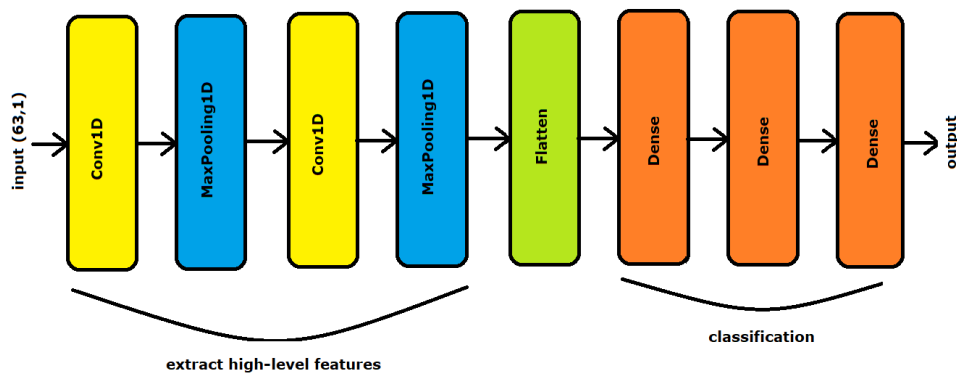 input (63,1)
Conv1D
MaxPooling1D
Conv1D
MaxPooling1D
Flatten
Dense
Dense
Dense
output
extract high-level features
classification